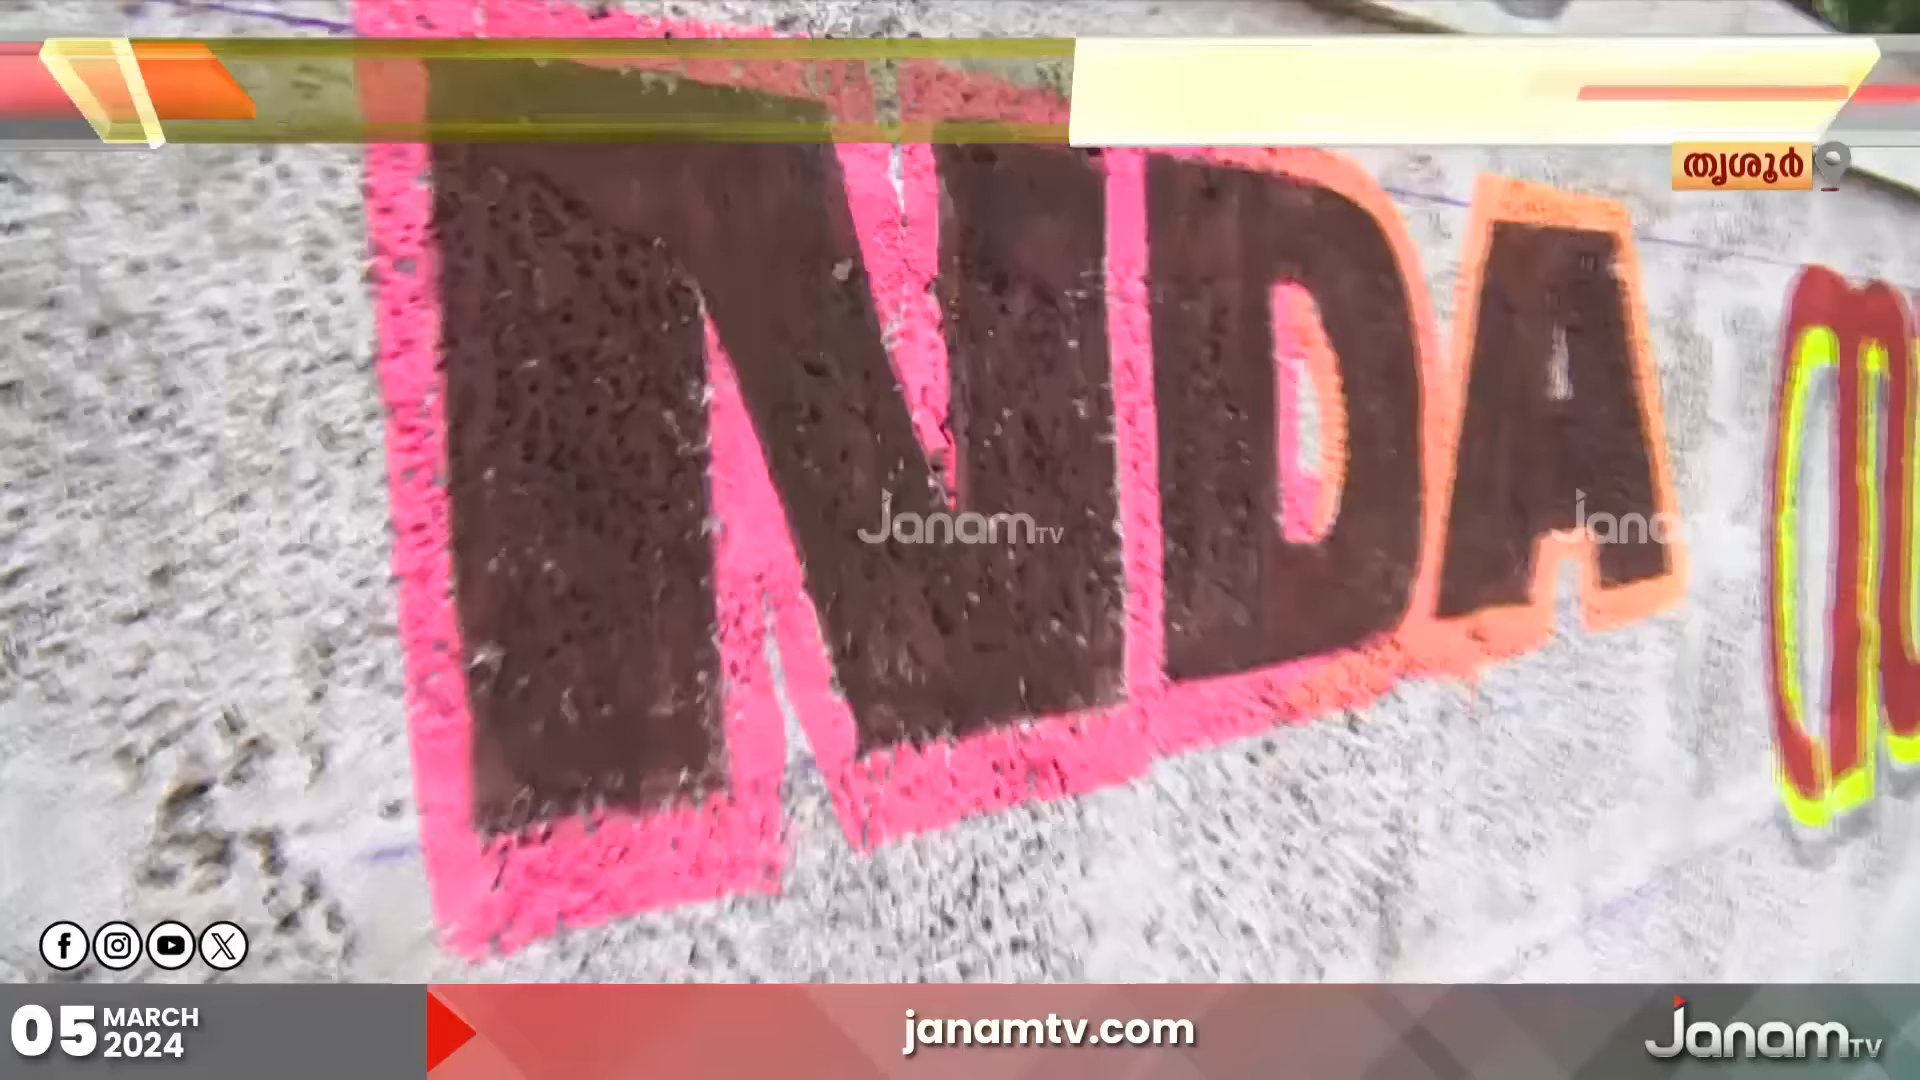 തൃശൂർ
NDA
Janam TV
Janam
05 MARCH 2024
janamtv.com
Janam TV